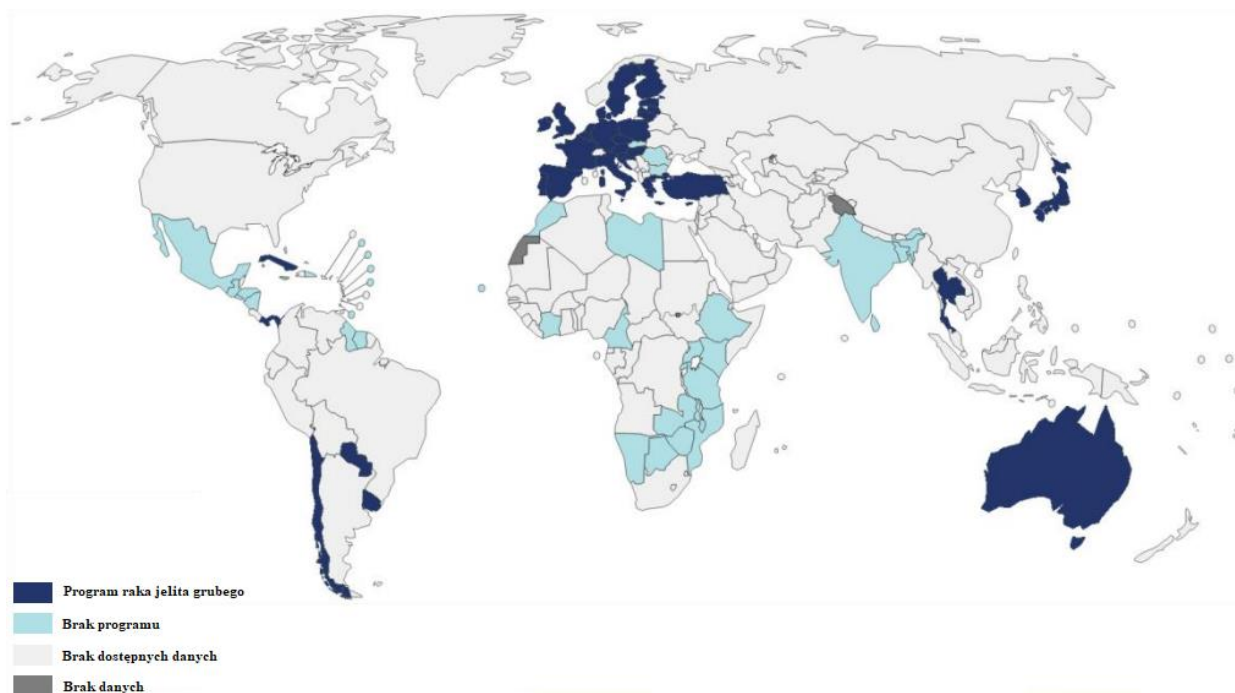 Program raka jelita grubego
Brak programu
Brak dostępnych danych
Brak danych